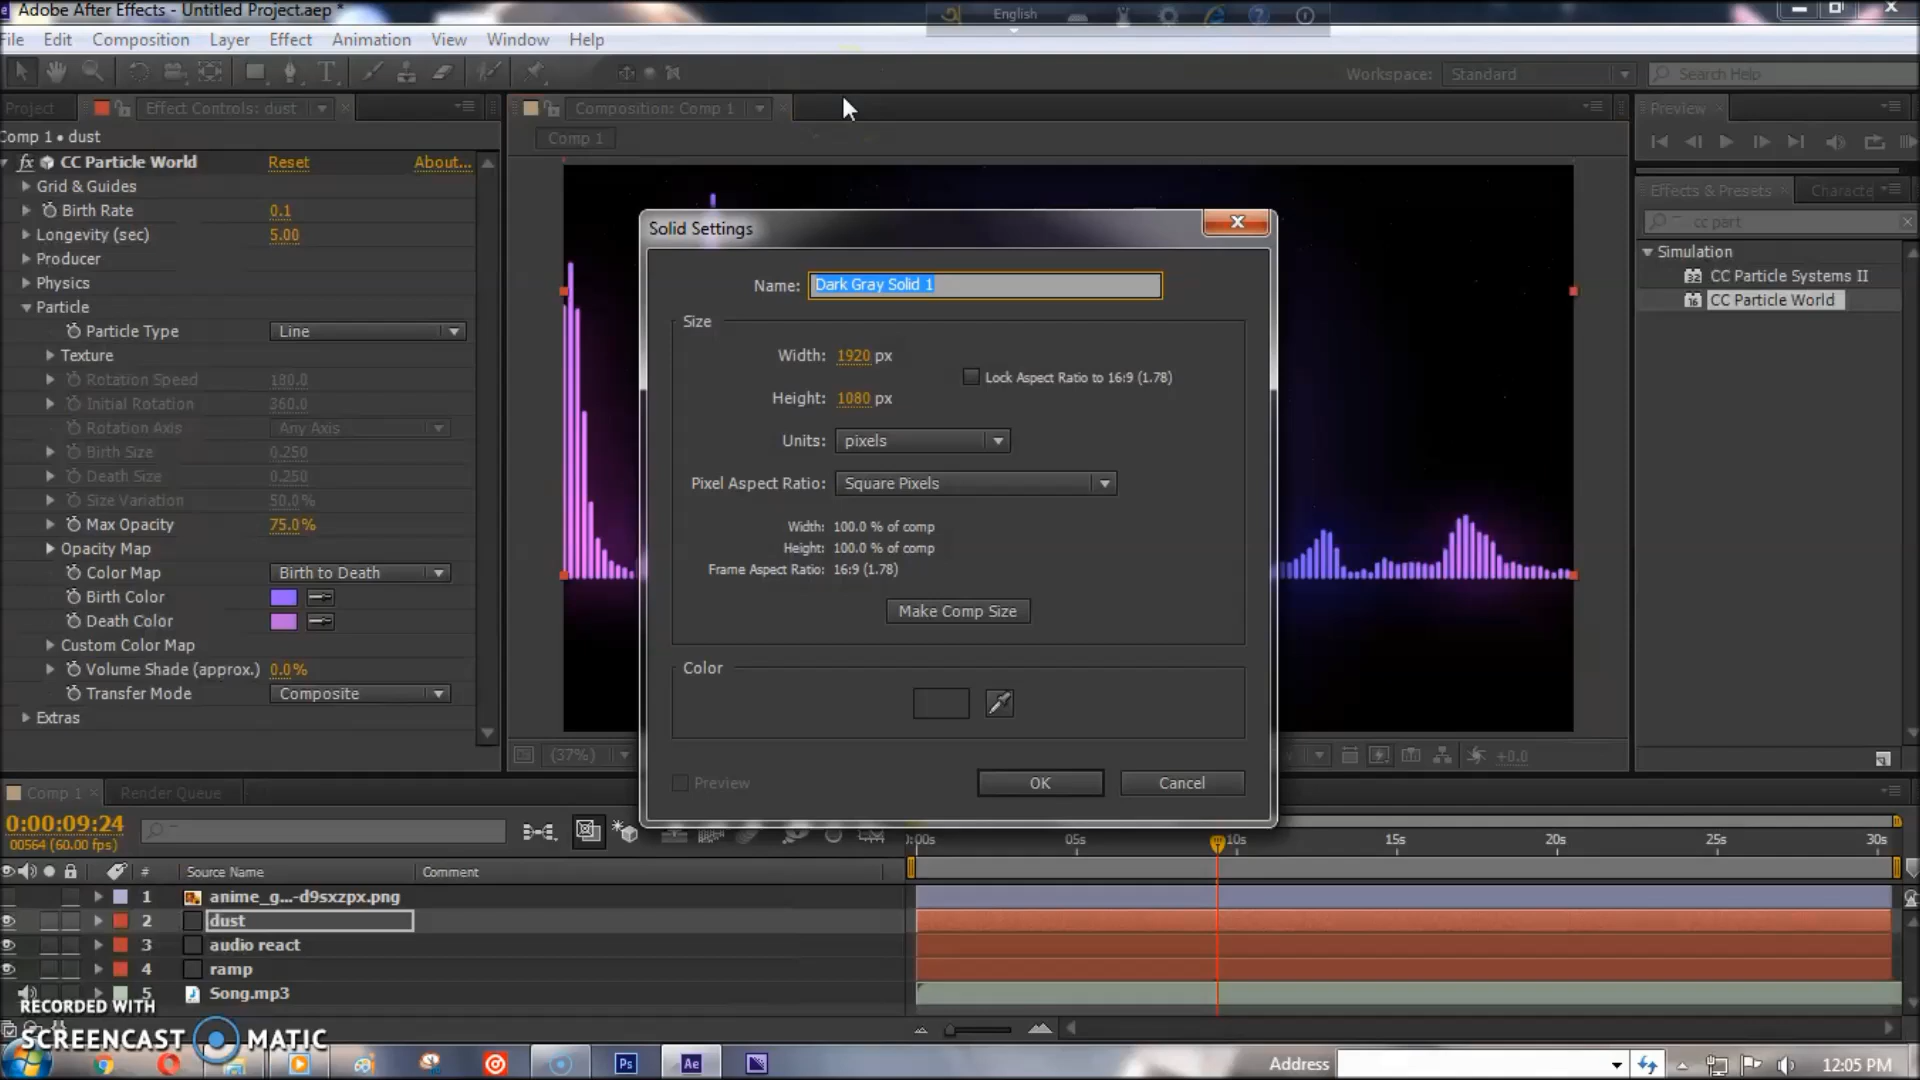 Adobe After Effects - Untitled Project.aep *
English
File Edit Composition Layer Effect Animation View Window Help
Workspace: Standard Search Help
Project Effect Controls: dust Composition: Comp 1 Preview
Comp 1 • dust
Comp 1
fx CC Particle World Reset About...
Grid & Guides
Birth Rate 0.1
Longevity (sec) 5.00
Producer
Physics
Particle
Particle Type Line
Texture
Rotation Speed 180.0
Initial Rotation 360.0
Rotation Axis Any Axis
Birth Size 0.250
Death Size 0.250
Size Variation 50.0%
Max Opacity 75.0%
Opacity Map
Color Map Birth to Death
Birth Color
Death Color
Custom Color Map
Volume Shade (approx.) 0.0%
Transfer Mode Composite
Extras
Solid Settings
Name: Dark Gray Solid 1
Size
Width: 1920 px
Lock Aspect Ratio to 16:9 (1.78)
Height: 1080 px
Units: pixels
Pixel Aspect Ratio: Square Pixels
Width: 100.0 % of comp
Height: 100.0 % of comp
Frame Aspect Ratio: 16:9 (1.78)
Make Comp Size
Color
Preview OK Cancel
Effects & Presets Characte
cc part
Simulation
CC Particle Systems II
CC Particle World
(37%) +0.0
Comp 1 Render Queue
0:00:09:24
00564 (60.00 fps)
# Source Name Comment
:00s 05s 10s 15s 20s 25s 30s
1 anime_g...-d9sxzpx.png
2 dust
3 audio react
4 ramp
5 Song.mp3
RECORDED WITH
SCREENCAST MATIC
Ps Ae Address 12:05 PM